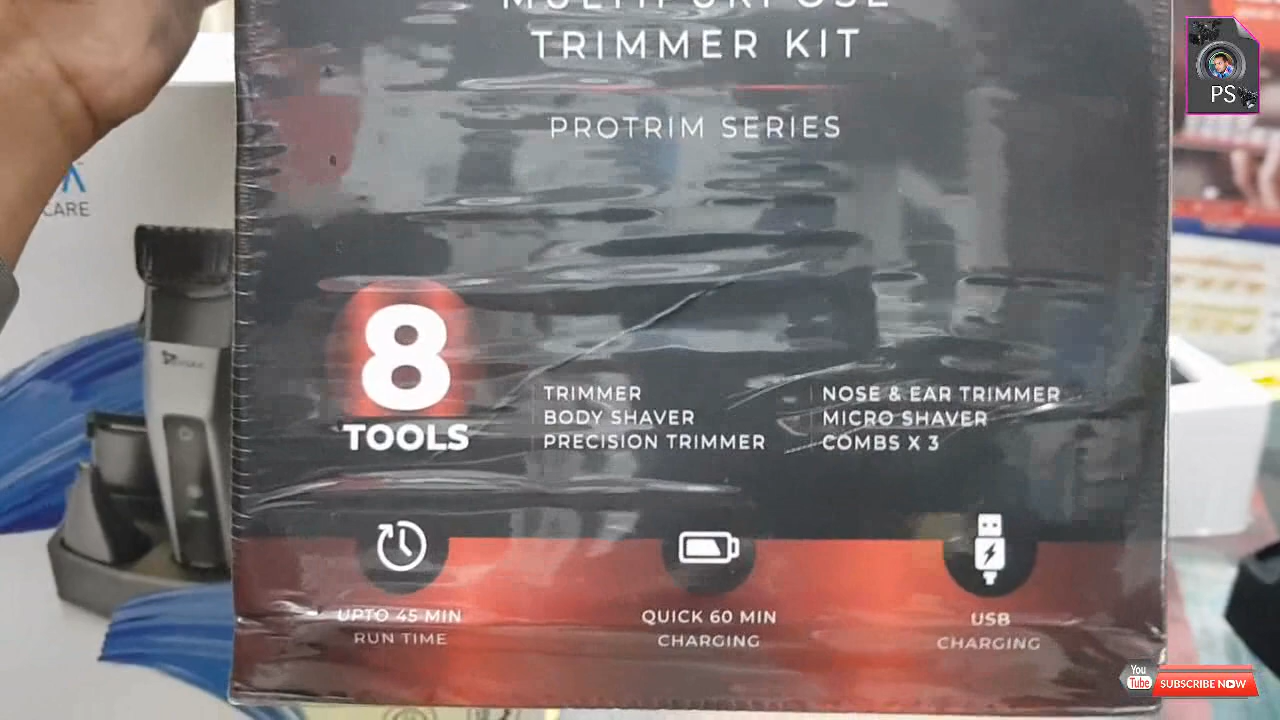 MULTIPURPOSE
TRIMMER KIT
PROTRIM SERIES
8
TOOLS
TRIMMER
BODY SHAVER
PRECISION TRIMMER
NOSE & EAR TRIMMER
MICRO SHAVER
COMBS X 3
UPTO 45 MIN
RUN TIME
QUICK 60 MIN
CHARGING
USB
CHARGING
CARE
PS
You
Tube
SUBSCRIBE NOW